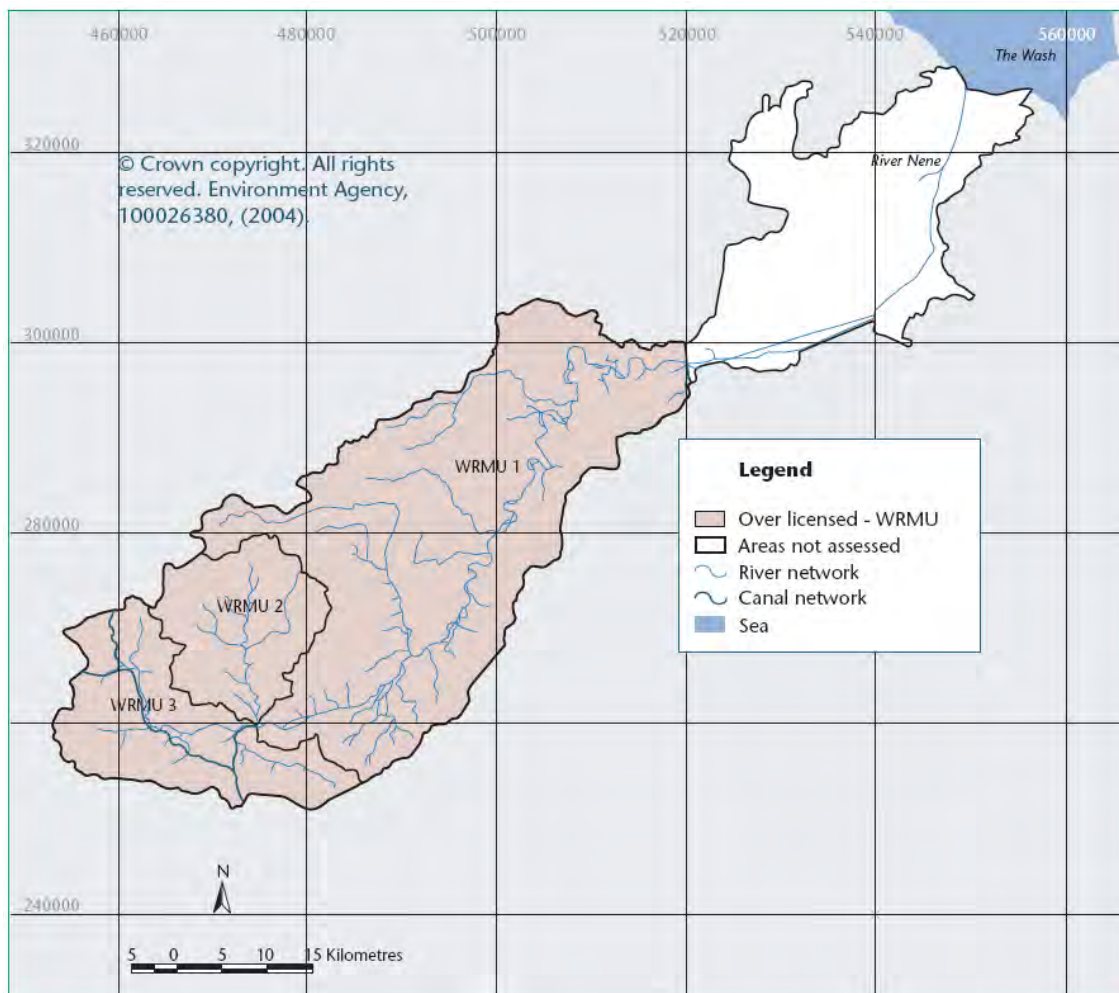 460000 480000 500000 520000 540000 560000
The Wash
320000
River Nene
© Crown copyright. All rights
reserved. Environment Agency,
100026380, (2004).
300000
WRMU 1
Legend
Over licensed - WRMU
Areas not assessed
River network
Canal network
Sea
280000
WRMU 2
WRMU 3
N
240000
5 0 5 10 15 Kilometres